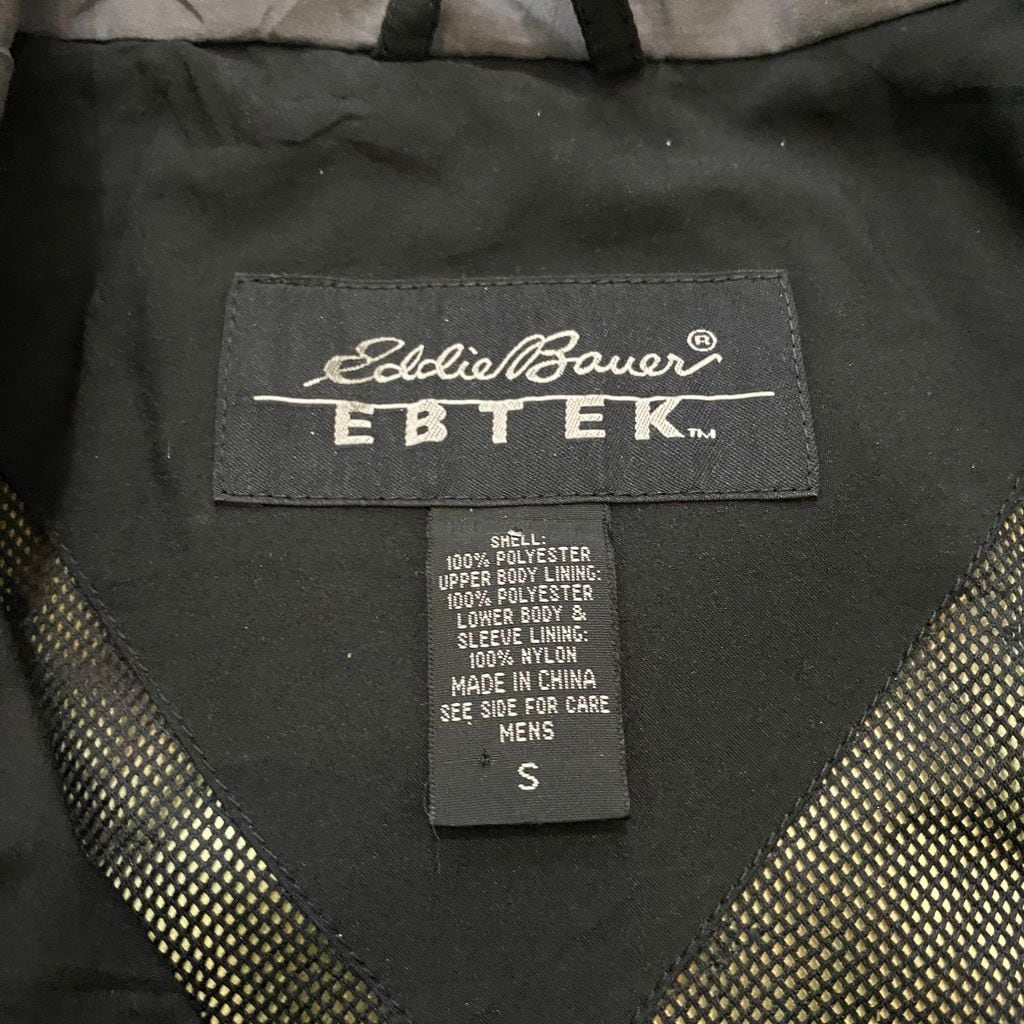 Eddie Bauer®
EBTEK™
SHELL:
100% POLYESTER
UPPER BODY LINING:
100% POLYESTER
LOWER BODY &
SLEEVE LINING:
100% NYLON
MADE IN CHINA
SEE SIDE FOR CARE
MENS
S